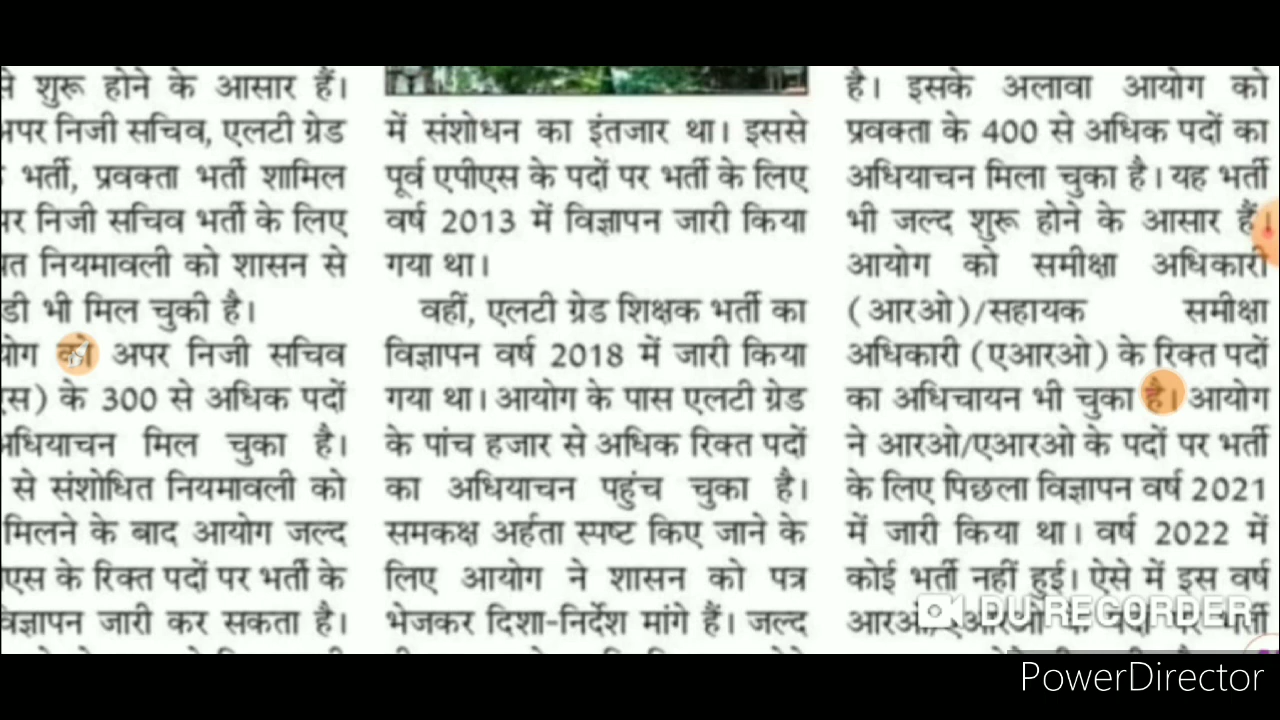 से शुरू होने के आसार हैं।
अपर निजी सचिव, एलटी ग्रेड
भर्ती, प्रवक्ता भर्ती शामिल
निजी सचिव भर्ती के लिए
नियमावली को शासन से
भी मिल चुकी है।
को अपर निजी सचिव
के 300 से अधिक पदों
अधियाचन मिल चुका है।
से संशोधित नियमावली को
मिलने के बाद आयोग जल्द
के रिक्त पदों पर भर्ती के
विज्ञापन जारी कर सकता है।
में संशोधन का इंतजार था। इससे
पूर्व एपीएस के पदों पर भर्ती के लिए
वर्ष 2013 में विज्ञापन जारी किया
गया था।
वहीं, एलटी ग्रेड शिक्षक भर्ती का
विज्ञापन वर्ष 2018 में जारी किया
गया था। आयोग के पास एलटी ग्रेड
के पांच हजार से अधिक रिक्त पदों
का अधियाचन पहुंच चुका है।
समकक्ष अर्हता स्पष्ट किए जाने के
लिए आयोग ने शासन को पत्र
भेजकर दिशा-निर्देश मांगे हैं। जल्द
है। इसके अलावा आयोग को
प्रवक्ता के 400 से अधिक पदों का
अधियाचन मिला चुका है। यह भर्ती
भी जल्द शुरू होने के आसार हैं।
आयोग को समीक्षा अधिकारी
(आरओ)/सहायक समीक्षा
अधिकारी (एआरओ) के रिक्त पदों
का अधिचायन भी चुका है। आयोग
ने आरओ/एआरओ के पदों पर भर्ती
के लिए पिछला विज्ञापन वर्ष 2021
में जारी किया था। वर्ष 2022 में
कोई भर्ती नहीं हुई। ऐसे में इस वर्ष
आरओ/एआरओ के पदों पर भर्ती
DU RECORDER
PowerDirector